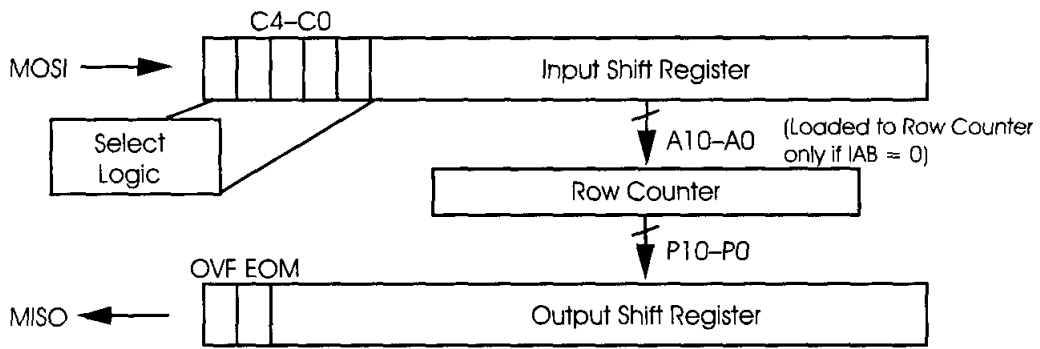 C4–C0
MOSI
Input Shift Register
Select
Logic
A10–A0
(Loaded to Row Counter
only if IAB = 0)
Row Counter
P10–P0
OVF EOM
MISO
Output Shift Register